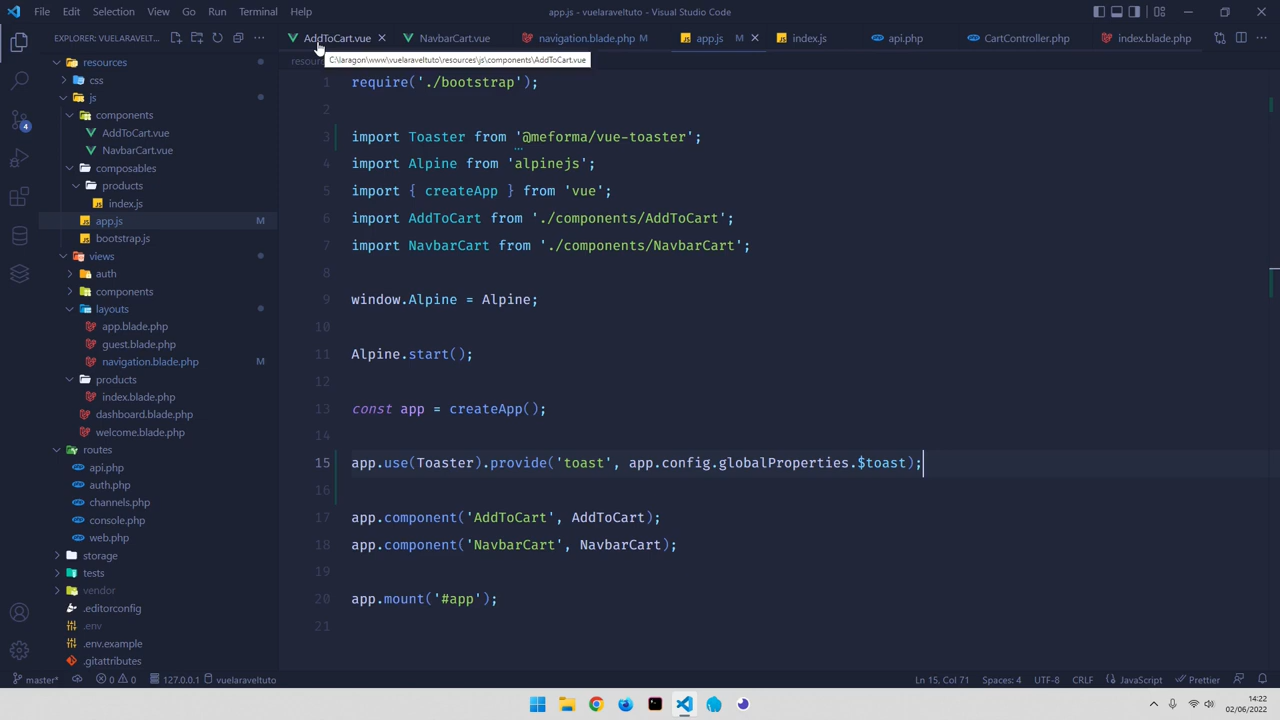 File Edit Selection View Go Run Terminal Help
app.js - vuelaraveltuto - Visual Studio Code
EXPLORER: VUELARAVELT...
AddToCart.vue
NavbarCart.vue
navigation.blade.php M
app.js M
index.js
api.php
CartController.php
index.blade.php
C:\laragon\www\vuelaraveltuto\resources\js\components\AddToCart.vue
resour
resources
css
js
components
AddToCart.vue
NavbarCart.vue
composables
products
index.js
app.js M
bootstrap.js
views
auth
components
layouts
app.blade.php
guest.blade.php
navigation.blade.php M
products
index.blade.php
dashboard.blade.php
welcome.blade.php
routes
api.php
auth.php
channels.php
console.php
web.php
storage
tests
vendor
.editorconfig
.env
.env.example
.gitattributes
4
1 require('./bootstrap');
2
3 import Toaster from '@meforma/vue-toaster';
4 import Alpine from 'alpinejs';
5 import { createApp } from 'vue';
6 import AddToCart from './components/AddToCart';
7 import NavbarCart from './components/NavbarCart';
8
9 window.Alpine = Alpine;
10
11 Alpine.start();
12
13 const app = createApp();
14
15 app.use(Toaster).provide('toast', app.config.globalProperties.$toast);
16
17 app.component('AddToCart', AddToCart);
18 app.component('NavbarCart', NavbarCart);
19
20 app.mount('#app');
21
master* 0 0 127.0.0.1 vuelaraveltuto
Ln 15, Col 71 Spaces: 4 UTF-8 CRLF JavaScript Prettier
14:22
02/06/2022